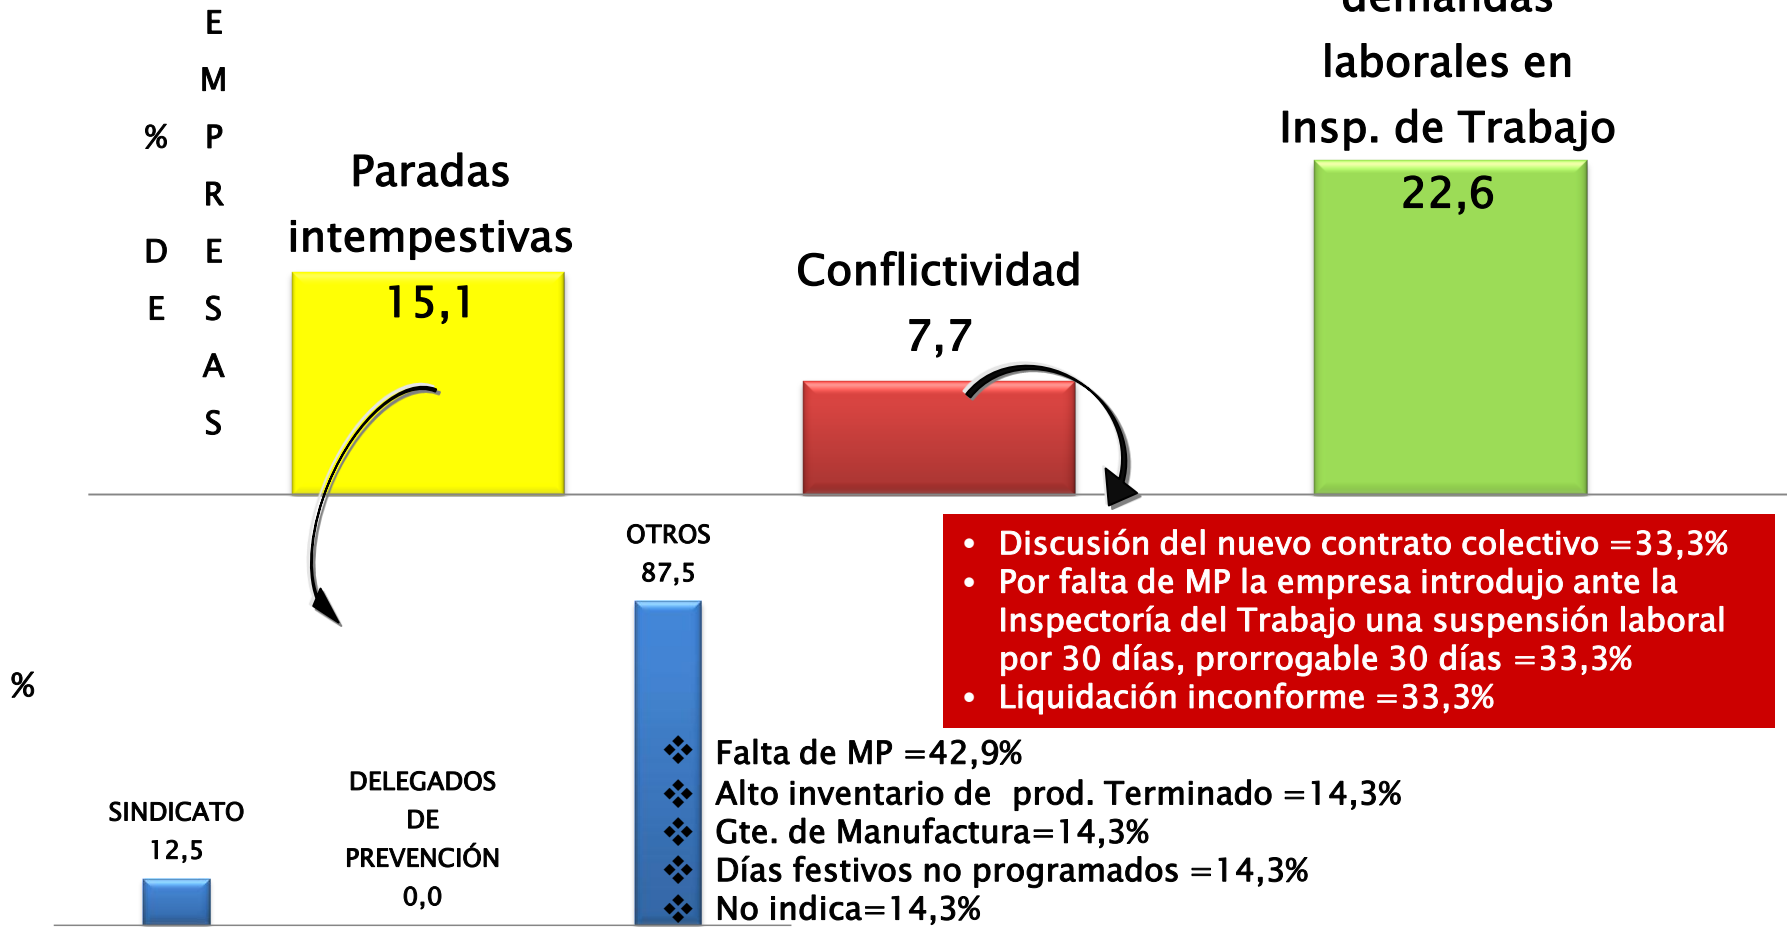 % DE
EMPRESAS
Paradas
intempestivas
15,1
Conflictividad
7,7
demandas
laborales en
Insp. de Trabajo
22,6
%
SINDICATO
12,5
DELEGADOS
DE
PREVENCIÓN
0,0
OTROS
87,5
❖ Falta de MP =42,9%
❖ Alto inventario de  prod. Terminado =14,3%
❖ Gte. de Manufactura=14,3%
❖ Días festivos no programados =14,3%
❖ No indica=14,3%
• Discusión del nuevo contrato colectivo =33,3%
• Por falta de MP la empresa introdujo ante la
Inspectoría del Trabajo una suspensión laboral
por 30 días, prorrogable 30 días =33,3%
• Liquidación inconforme =33,3%